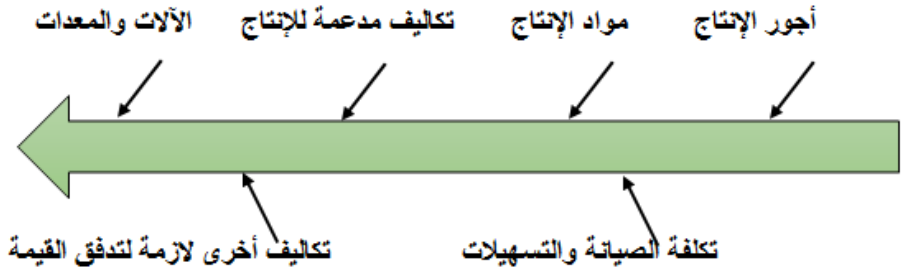 أجور الإنتاج
مواد الإنتاج
تكاليف مدعمة للإنتاج
الآلات والمعدات
تكلفة الصيانة والتسهيلات
تكاليف أخرى لازمة لتدفق القيمة